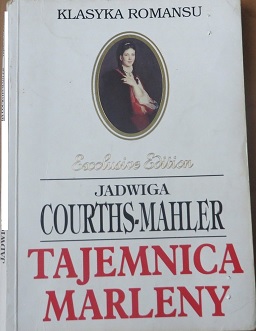 KLASYKA ROMANSU
Exclusive Edition
JADWIGA
COURTHS-MAHLER
TAJEMNICA
MARLENY